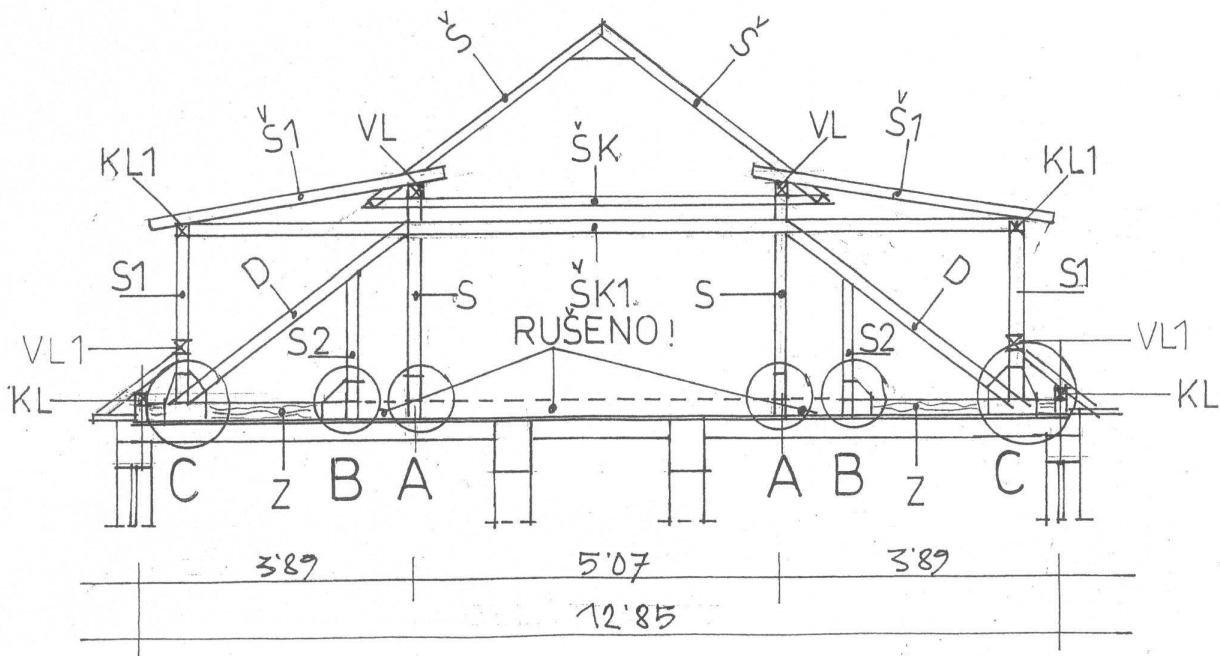 Š Š
Š1 VL ŠK VL Š1
KL1 KL1
S1 D S ŠK1 S D S1
RUŠENO!
VL1 S2 S2 VL1
KL KL
C Z B A A B Z C
3'89 5'07 3'89
12'85